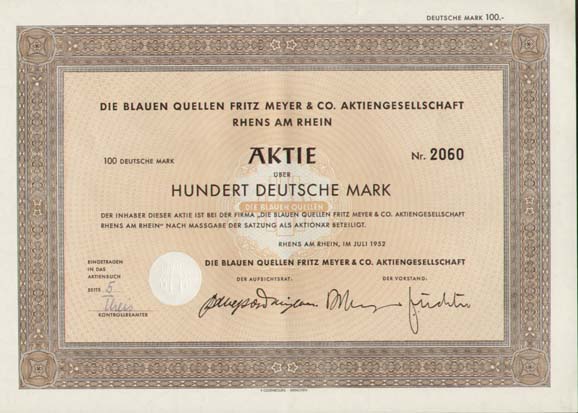 DEUTSCHE MARK 100.-
DIE BLAUEN QUELLEN FRITZ MEYER & CO. AKTIENGESELLSCHAFT
RHENS AM RHEIN
100 DEUTSCHE MARK
AKTIE
Nr. 2060
ÜBER
HUNDERT DEUTSCHE MARK
DIE BLAUEN QUELLEN
DER INHABER DIESER AKTIE IST BEI DER FIRMA „DIE BLAUEN QUELLEN FRITZ MEYER & CO. AKTIENGESELLSCHAFT
RHENS AM RHEIN“ NACH MASSGABE DER SATZUNG ALS AKTIONÄR BETEILIGT.
RHENS AM RHEIN, IM JULI 1952
DIE BLAUEN QUELLEN FRITZ MEYER & CO. AKTIENGESELLSCHAFT
EINGETRAGEN
IN DAS
AKTIENBUCH
SEITE 5
KONTROLLBEAMTER
DER AUFSICHTSRAT:
DER VORSTAND: